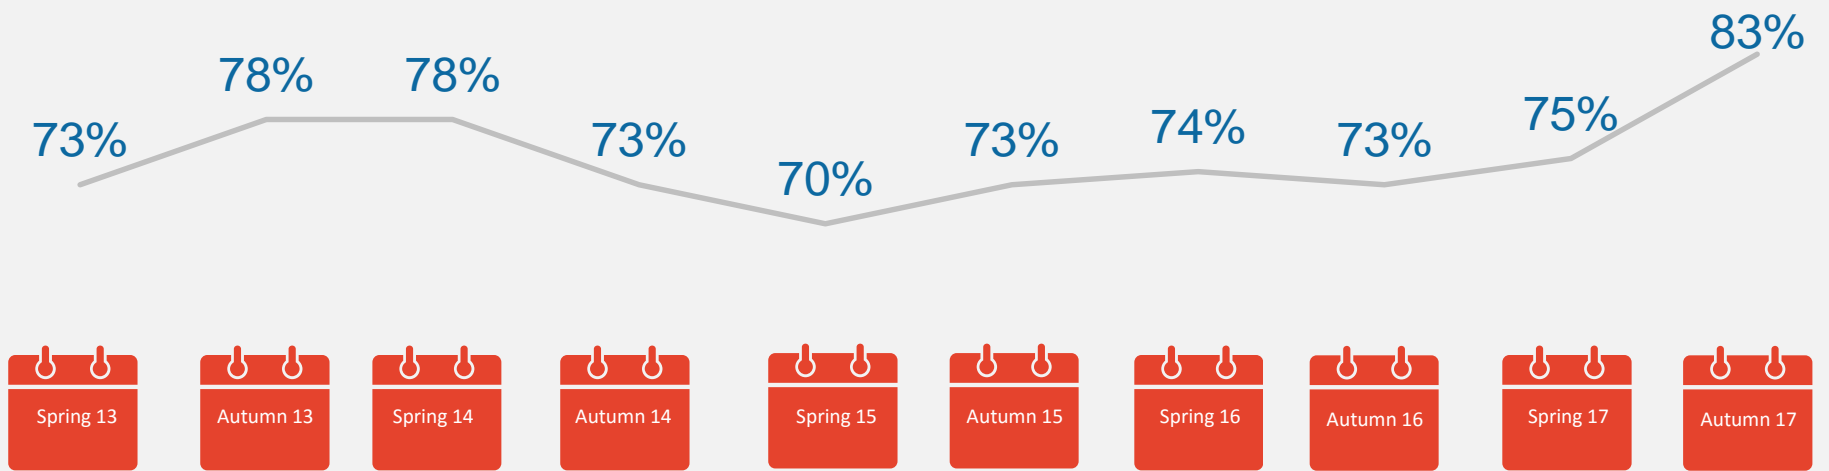 73%
78%
78%
73%
70%
73%
74%
73%
75%
83%
Spring 13
Autumn 13
Spring 14
Autumn 14
Spring 15
Autumn 15
Spring 16
Autumn 16
Spring 17
Autumn 17